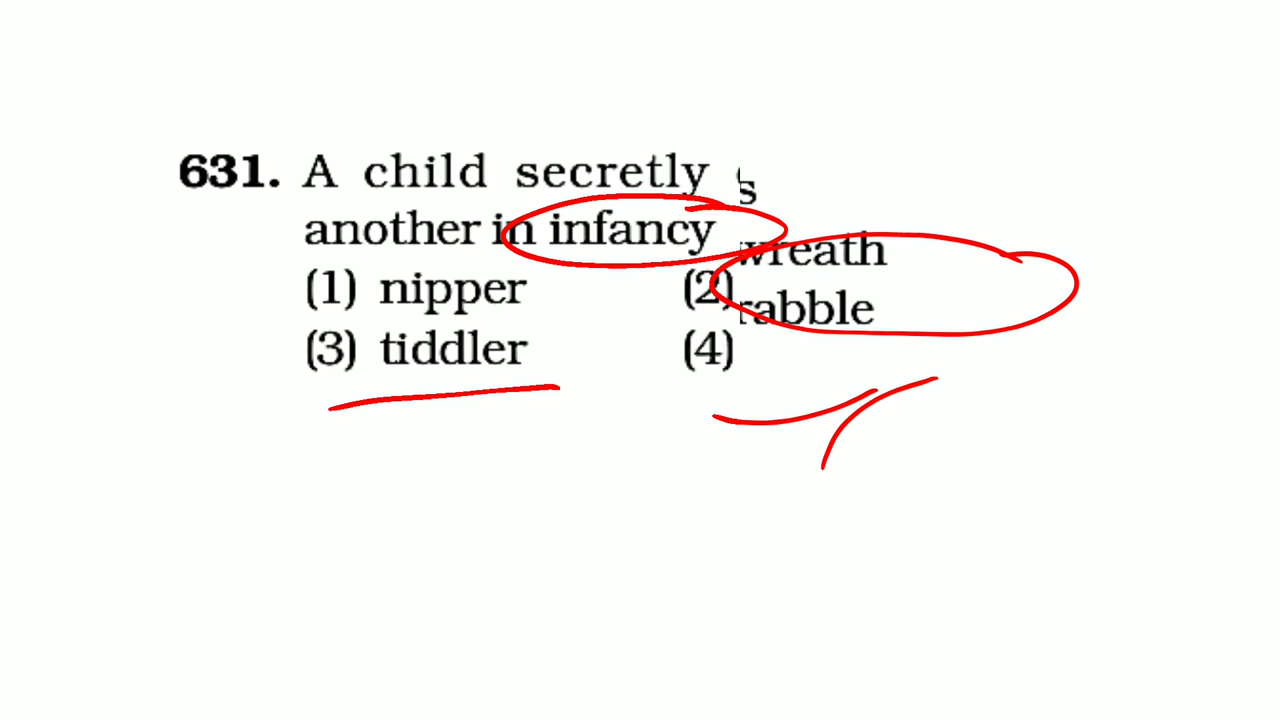 631. A child secretly s
another in infancy
wreath
(1) nipper (2)
rabble
(3) tiddler (4)